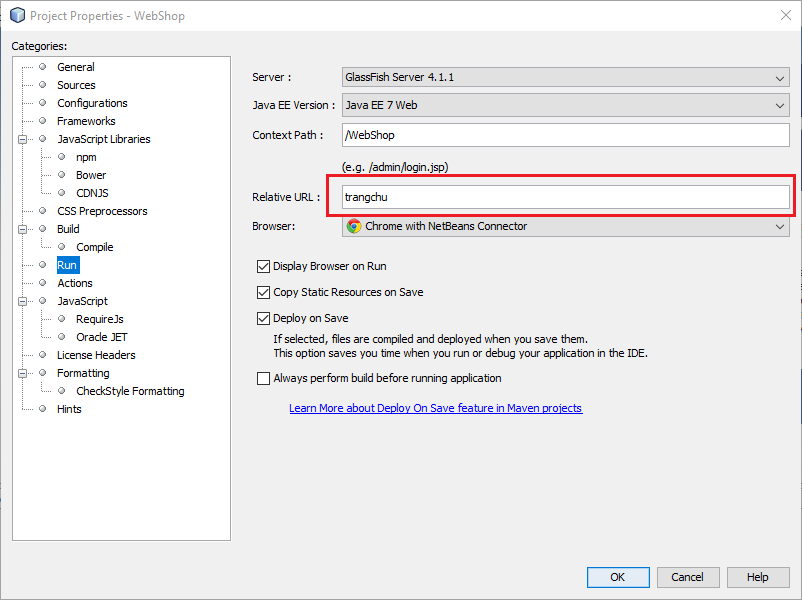 Project Properties - WebShop
Categories:
General
Sources
Configurations
Frameworks
JavaScript Libraries
npm
Bower
CDNJS
CSS Preprocessors
Build
Compile
Run
Actions
JavaScript
RequireJs
Oracle JET
License Headers
Formatting
CheckStyle Formatting
Hints
Server : GlassFish Server 4.1.1
Java EE Version : Java EE 7 Web
Context Path : /WebShop
(e.g. /admin/login.jsp)
Relative URL : trangchu
Browser: Chrome with NetBeans Connector
Display Browser on Run
Copy Static Resources on Save
Deploy on Save
If selected, files are compiled and deployed when you save them.
This option saves you time when you run or debug your application in the IDE.
Always perform build before running application
Learn More about Deploy On Save feature in Maven projects
OK Cancel Help